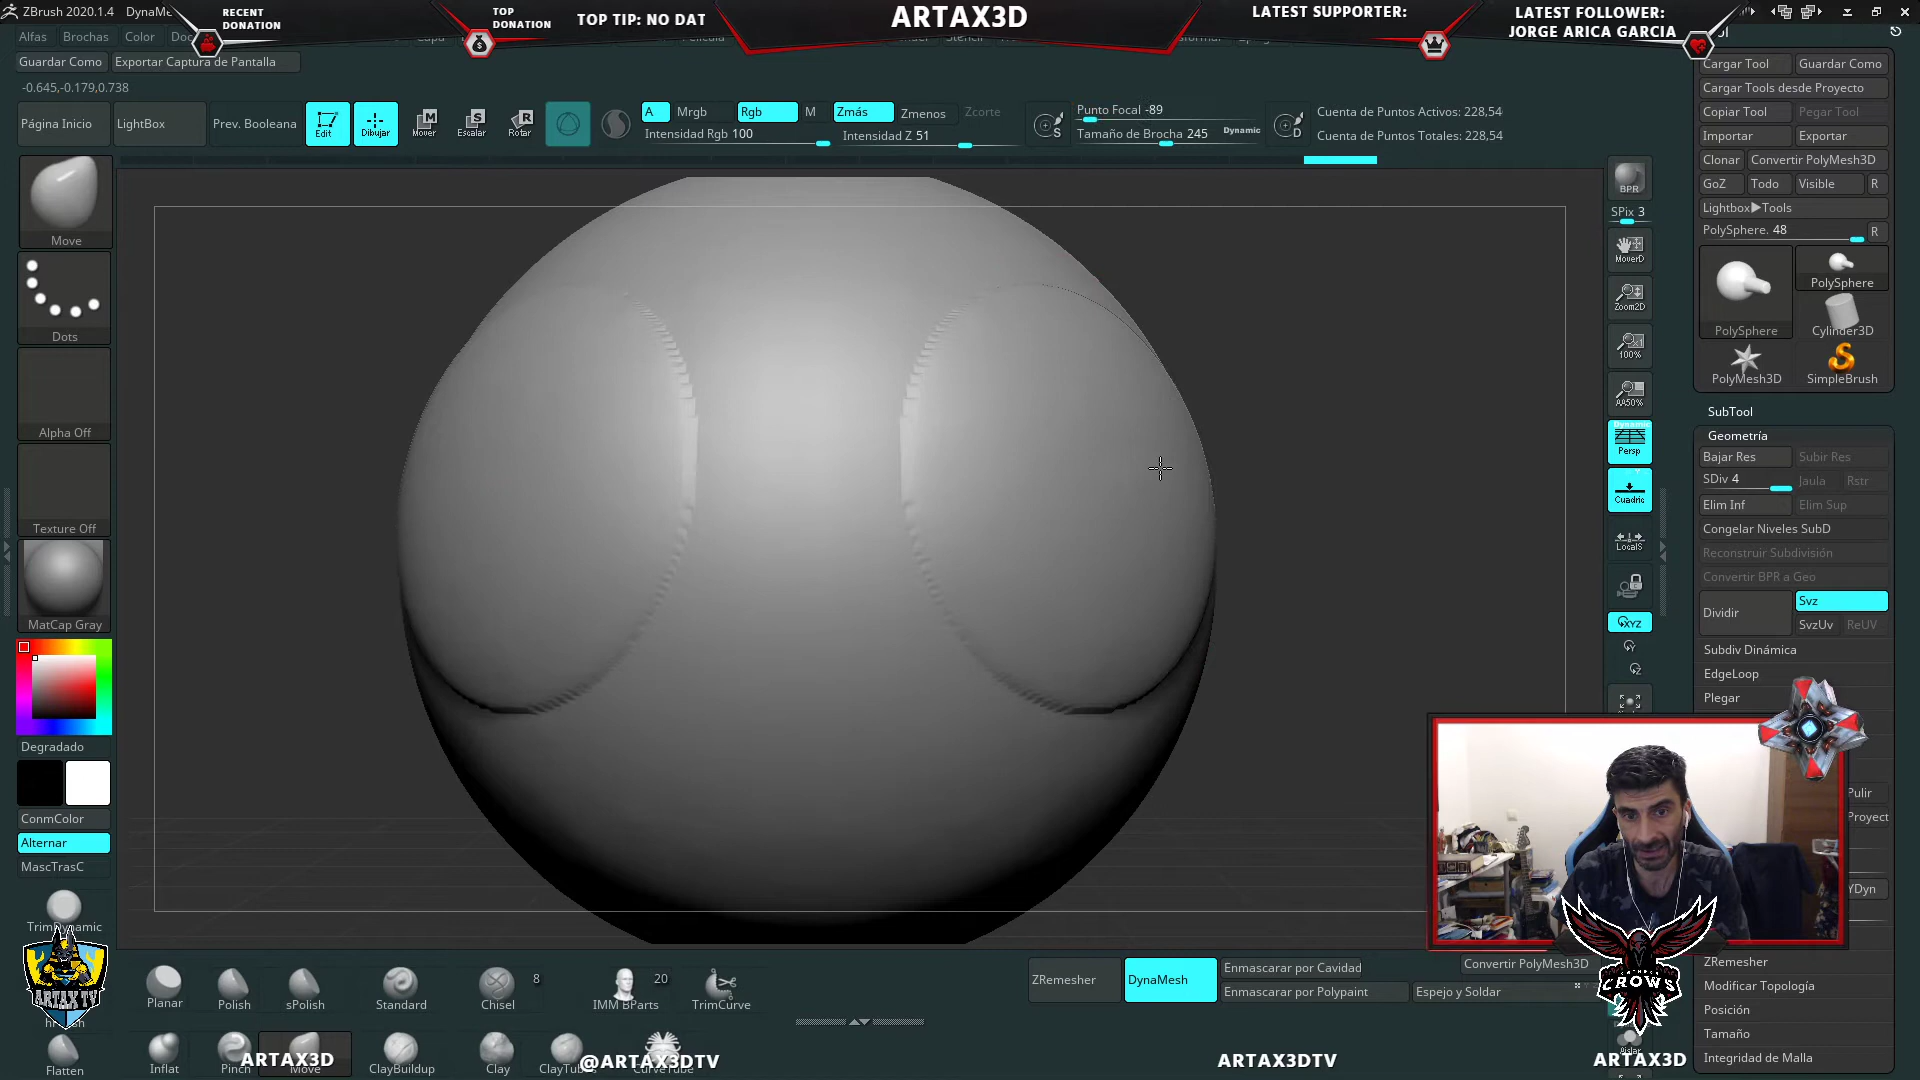 ZBrush 2020.1.4
RECENT DONATION
TOP DONATION
TOP TIP: NO DAT
ARTAX3D
LATEST SUPPORTER:
LATEST FOLLOWER:
JORGE ARICA GARCIA
Alfas
Brochas
Color
Guardar Como
Exportar Captura de Pantalla
-0.645,-0.179,0.738
Página Inicio
LightBox
Prev. Booleana
Edit
Dibujar
Mover
Escalar
Rotar
A
Mrgb
Rgb
M
Zmás
Zmenos
Zcorte
Intensidad Rgb 100
Intensidad Z 51
Punto Focal -89
Tamaño de Brocha 245
Dynamic
Cuenta de Puntos Activos: 228,54
Cuenta de Puntos Totales: 228,54
Move
Dots
Alpha Off
Texture Off
MatCap Gray
Degradado
ConmColor
Alternar
MascTrasC
TrimDynamic
ARTAX TV
Flatten
BPR
SPix 3
MoverD
Zoom2D
100%
AA50%
Dynamic
Persp
Cuadric
LocalS
XYZ
Cargar Tool
Guardar Como
Cargar Tools desde Proyecto
Copiar Tool
Pegar Tool
Importar
Exportar
Clonar
Convertir PolyMesh3D
GoZ
Todo
Visible
R
Lightbox▶Tools
PolySphere. 48
R
PolySphere
PolySphere
Cylinder3D
PolyMesh3D
SimpleBrush
SubTool
Geometría
Bajar Res
Subir Res
SDiv 4
Jaula
Rstr
Elim Inf
Elim Sup
Congelar Niveles SubD
Reconstruir Subdivisión
Convertir BPR a Geo
Dividir
Svz
SvzUv
ReUV
Subdiv Dinámica
EdgeLoop
Plegar
Pulir
Proyect
YDyn
ZRemesher
Modificar Topología
Posición
Tamaño
Integridad de Malla
Planar
Polish
sPolish
Standard
Chisel
8
IMM BParts
20
TrimCurve
Inflat
Pinch
Move
ClayBuildup
Clay
ZRemesher
DynaMesh
Enmascarar por Cavidad
Enmascarar por Polypaint
Convertir PolyMesh3D
Espejo y Soldar
CROWS
ARTAX3D
@ARTAX3DTV
ARTAX3DTV
ARTAX3D